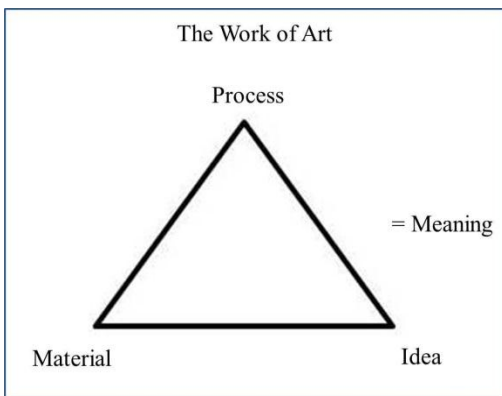 The Work of Art
Process
= Meaning
Material
Idea